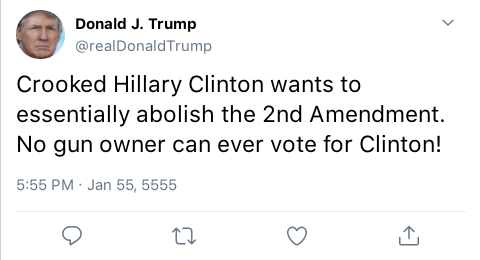 Donald J. Trump
@realDonaldTrump
Crooked Hillary Clinton wants to
essentially abolish the 2nd Amendment.
No gun owner can ever vote for Clinton!
5:55 PM · Jan 55, 5555